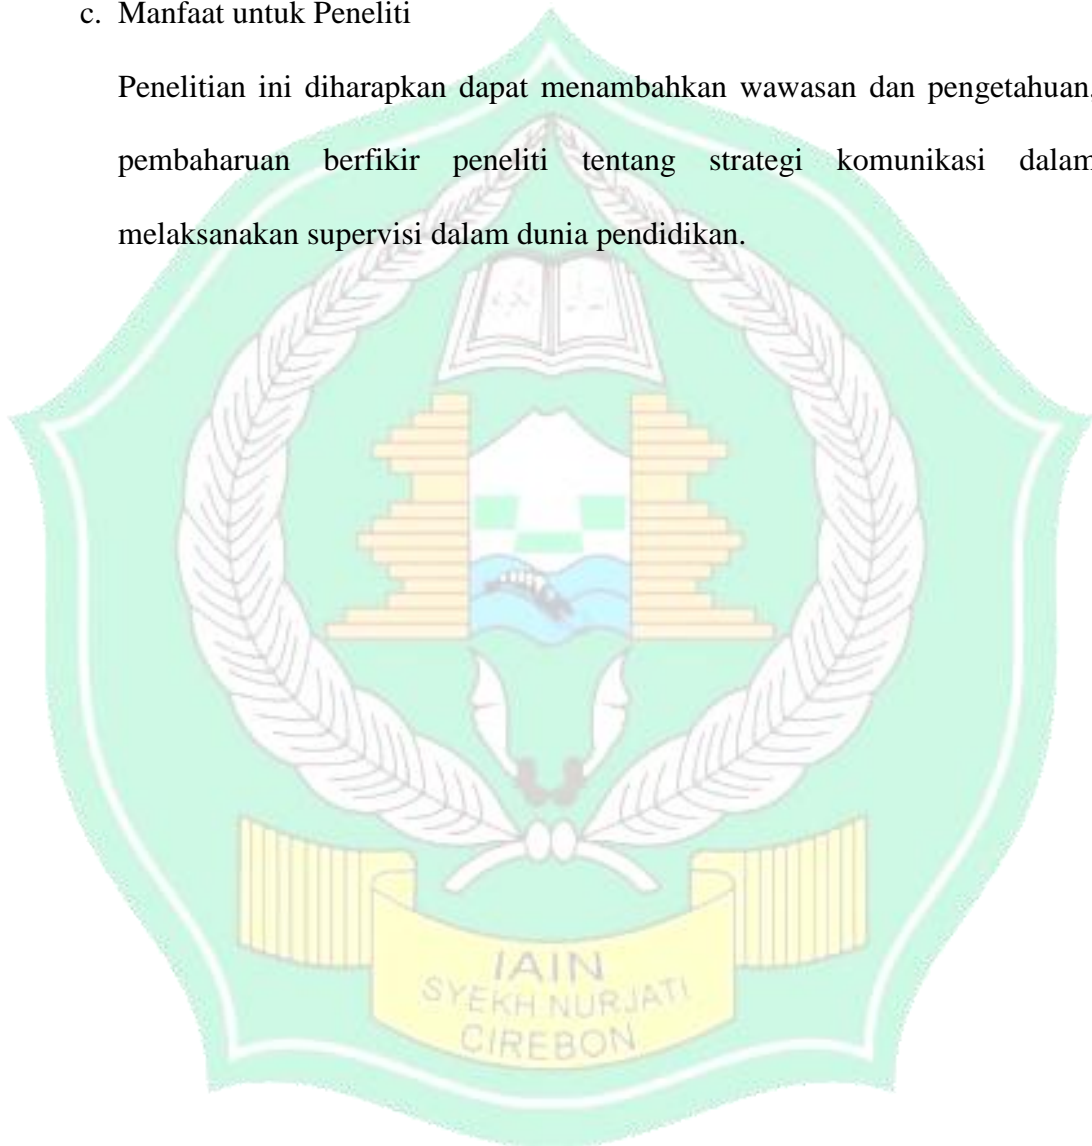 c. Manfaat untuk Peneliti
Penelitian ini diharapkan dapat menambahkan wawasan dan pengetahuan,
pembaharuan berfikir peneliti tentang strategi komunikasi dalam
melaksanakan supervisi dalam dunia pendidikan.
IAIN
SYEKH NURJATI
CIREBON